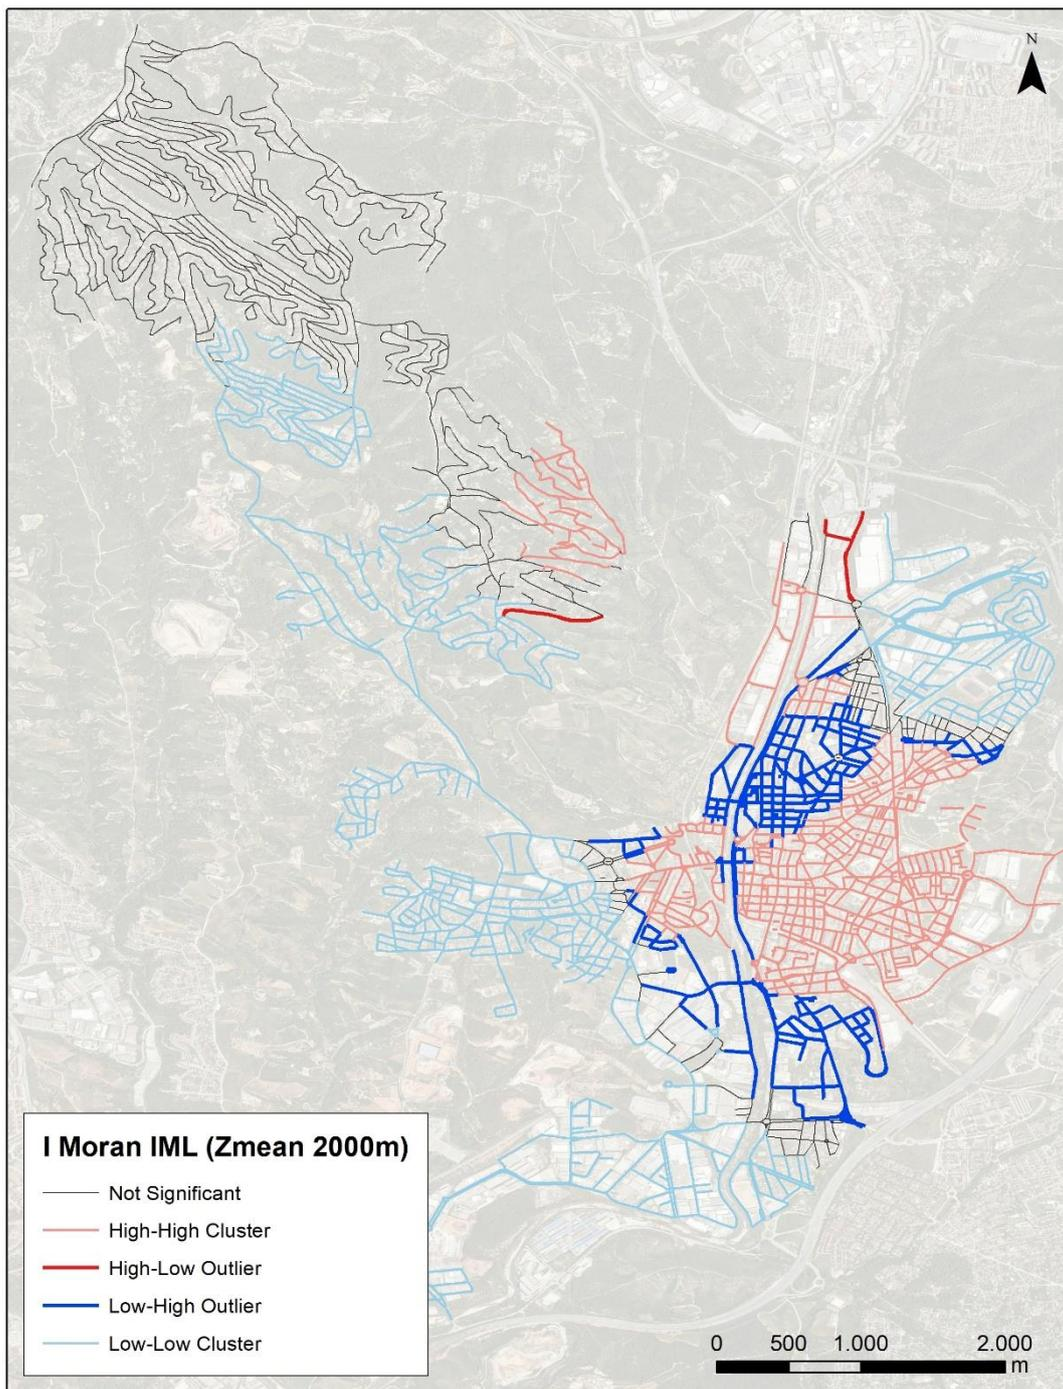 N
I Moran IML (Zmean 2000m)
Not Significant
High-High Cluster
High-Low Outlier
Low-High Outlier
Low-Low Cluster
0 500 1.000 2.000
m